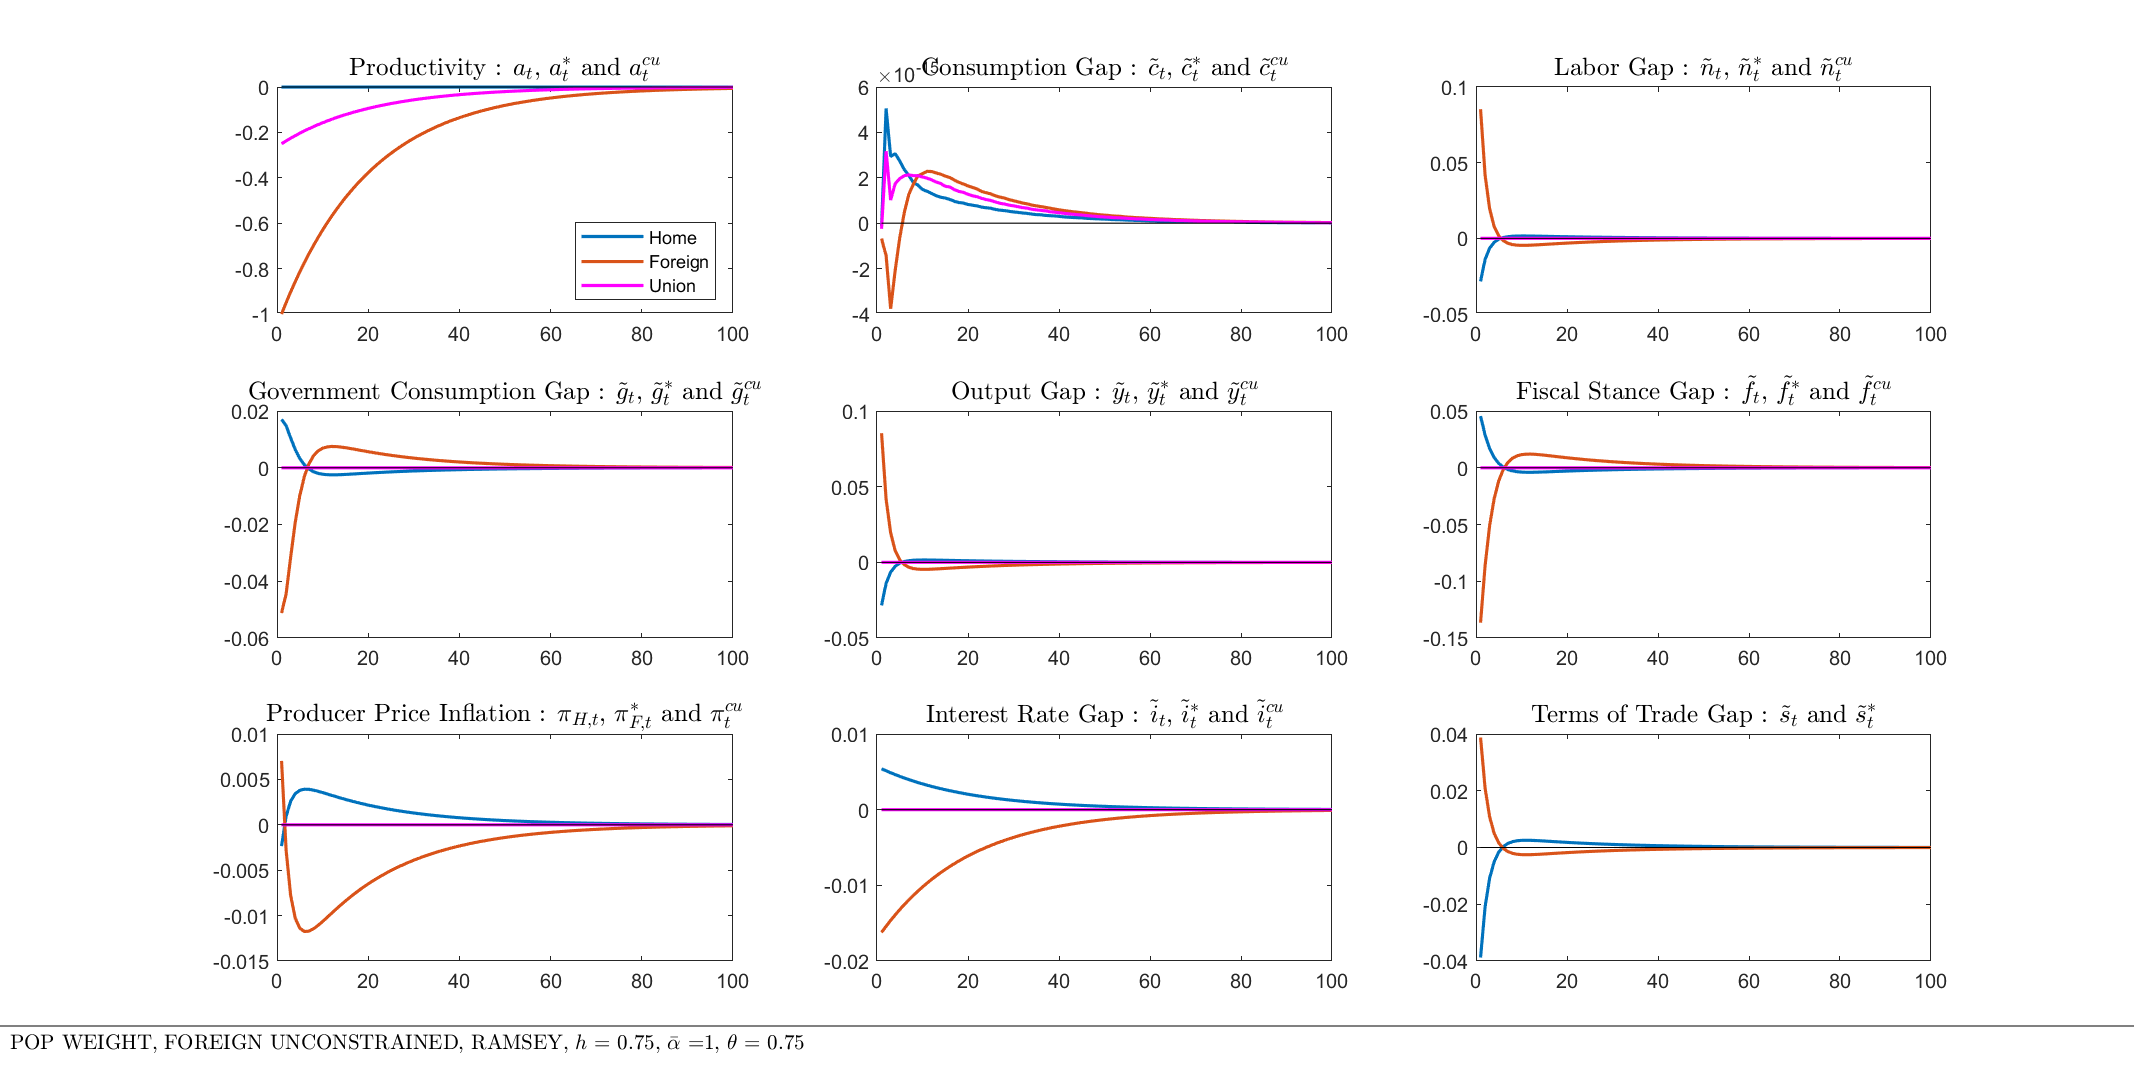 Productivity : a_t, a_t^* and a_t^{cu}
0
-0.2
-0.4
-0.6
-0.8
-1
0 20 40 60 80 100
Home
Foreign
Union
×10^{-15}
Consumption Gap : c̃_t, c̃_t^* and c̃_t^{cu}
6
4
2
0
-2
-4
0 20 40 60 80 100
Labor Gap : ñ_t, ñ_t^* and ñ_t^{cu}
0.1
0.05
0
-0.05
0 20 40 60 80 100
Government Consumption Gap : g̃_t, g̃_t^* and g̃_t^{cu}
0.02
0
-0.02
-0.04
-0.06
0 20 40 60 80 100
Output Gap : ỹ_t, ỹ_t^* and ỹ_t^{cu}
0.1
0.05
0
-0.05
0 20 40 60 80 100
Fiscal Stance Gap : f̃_t, f̃_t^* and f̃_t^{cu}
0.05
0
-0.05
-0.1
-0.15
0 20 40 60 80 100
Producer Price Inflation : π_{H,t}, π_{F,t}^* and π_t^{cu}
0.01
0.005
0
-0.005
-0.01
-0.015
0 20 40 60 80 100
Interest Rate Gap : ĩ_t, ĩ_t^* and ĩ_t^{cu}
0.01
0
-0.01
-0.02
0 20 40 60 80 100
Terms of Trade Gap : s̃_t and s̃_t^*
0.04
0.02
0
-0.02
-0.04
0 20 40 60 80 100
POP WEIGHT, FOREIGN UNCONSTRAINED, RAMSEY, h = 0.75, ᾱ =1, θ = 0.75